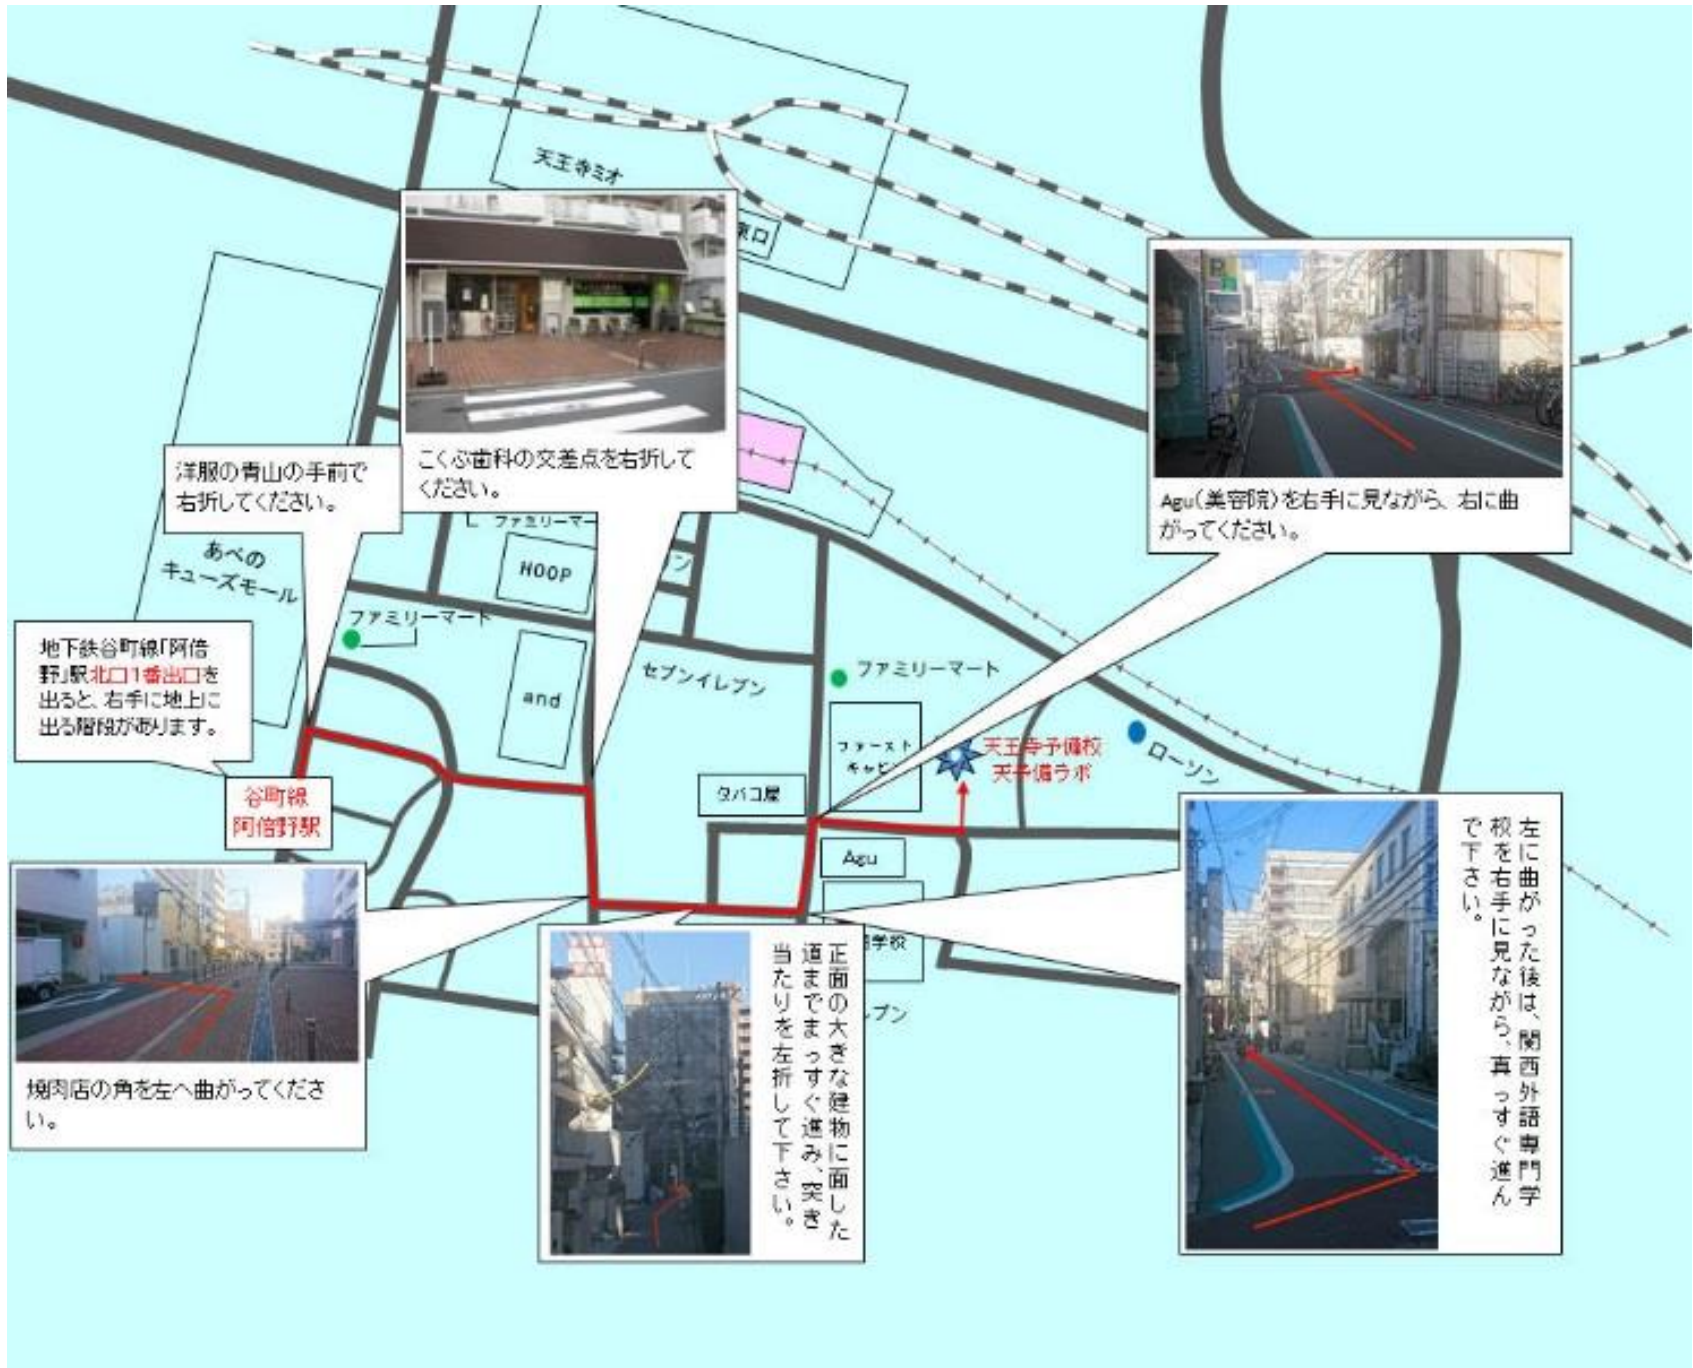 天王寺ミオ
東口
こくぶ歯科の交差点を右折して
ください。
洋服の青山の手前で
右折してください。
Agu(美容院)を右手に見ながら、右に曲
がってください。
あべの
キューズモール
ファミリーマー
HOOP
ン
ファミリーマート
地下鉄谷町線「阿倍
野」駅北口1番出口を
出ると、右手に地上に
出る階段があります。
and
セブンイレブン
ファミリーマート
ファースト
キャビ
天王寺予備校
天予備ラボ
ローソン
谷町線
阿倍野駅
タバコ屋
Agu
学校
レブン
焼肉店の角を左へ曲がってくださ
い。
正面の大きな建物に面した
道までまっすぐ進み、突き
当たりを左折して下さい。
左に曲がった後は、関西外語専門学
校を右手に見ながら、真っすぐ進ん
で下さい。